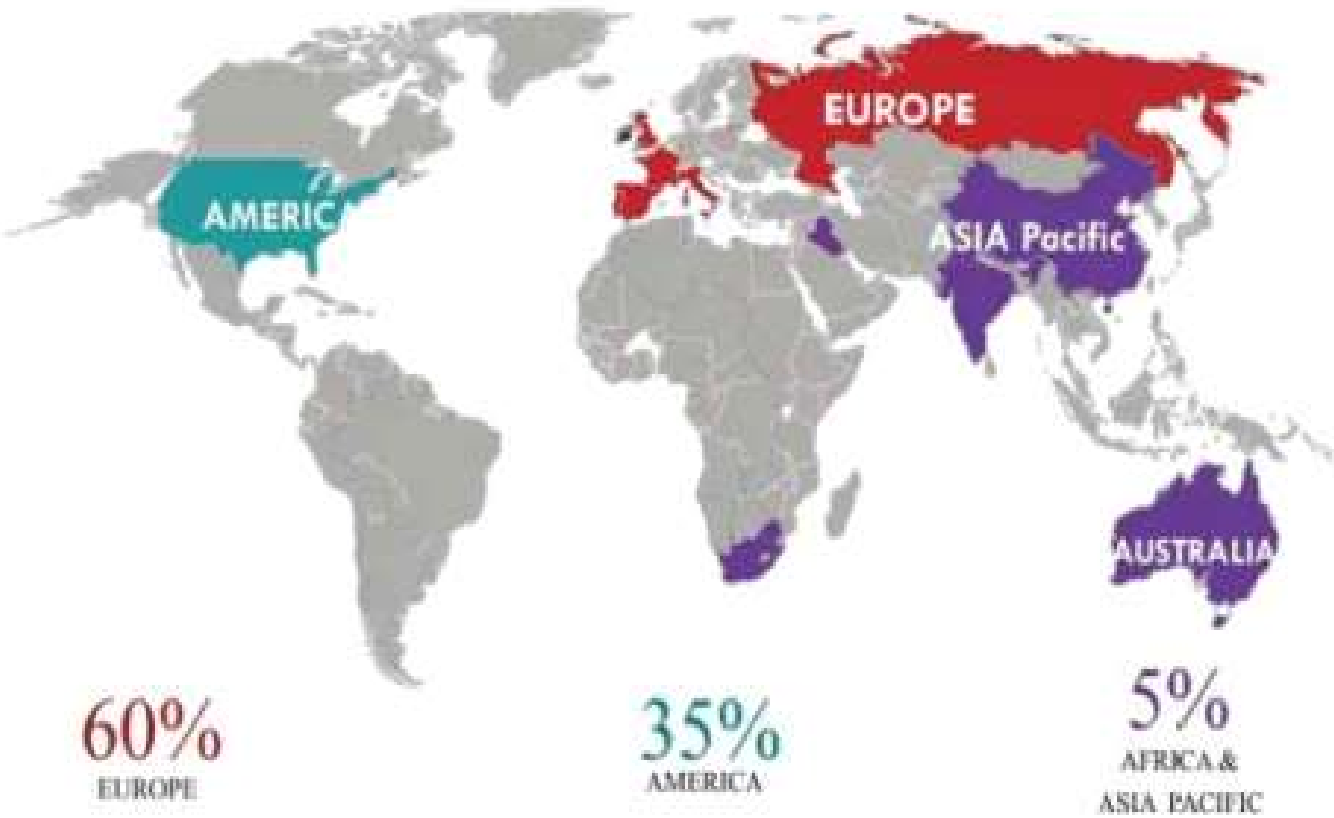 EUROPE
AMERIC
ASIA Pacific
AUSTRALIA
60%
EUROPE
35%
AMERICA
5%
AFRICA &
ASIA PACIFIC